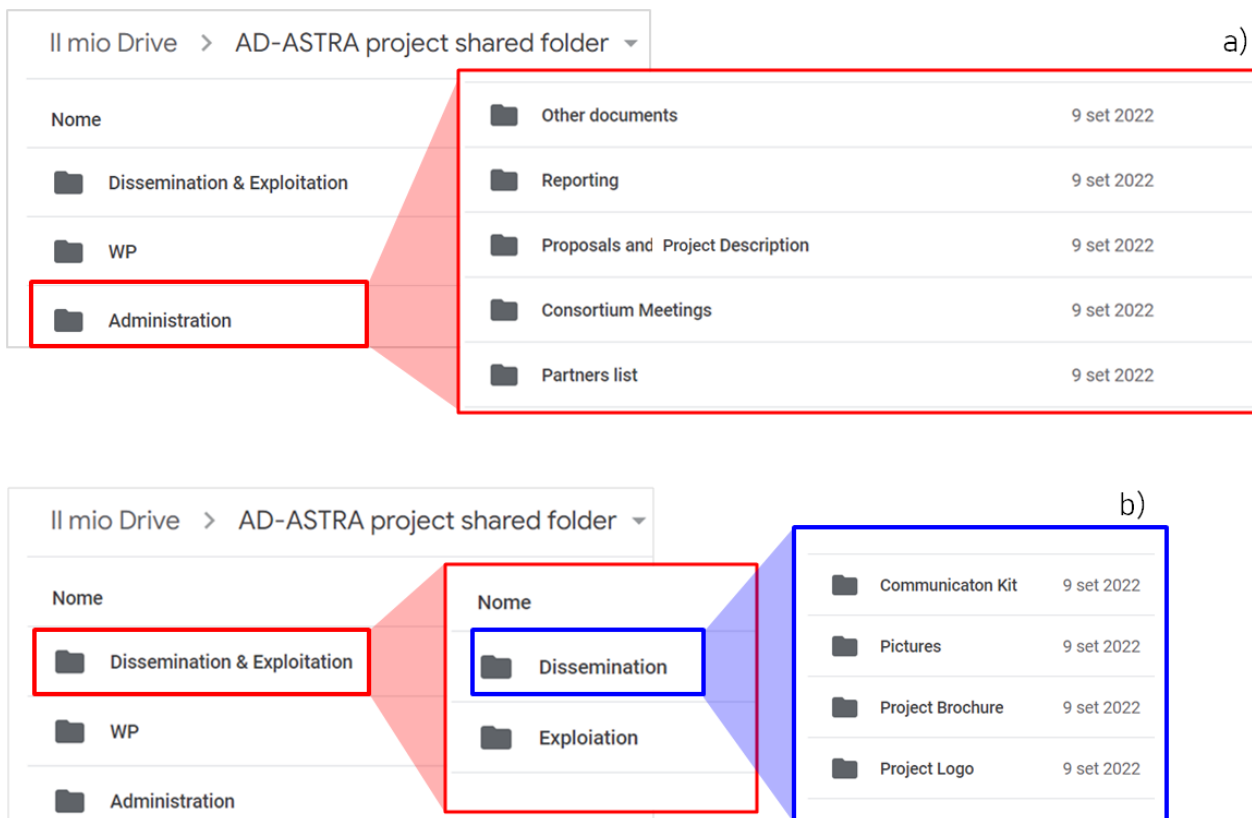 Il mio Drive > AD-ASTRA project shared folder
a)
Nome
Dissemination & Exploitation
WP
Administration
Other documents 9 set 2022
Reporting 9 set 2022
Proposals and Project Description 9 set 2022
Consortium Meetings 9 set 2022
Partners list 9 set 2022
Il mio Drive > AD-ASTRA project shared folder
b)
Nome
Dissemination & Exploitation
WP
Administration
Nome
Dissemination
Exploiation
Communicaton Kit 9 set 2022
Pictures 9 set 2022
Project Brochure 9 set 2022
Project Logo 9 set 2022